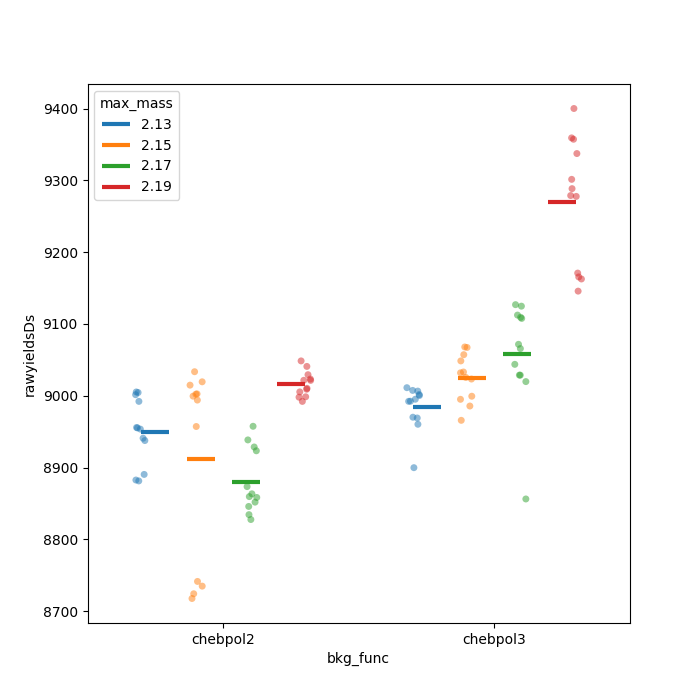 max_mass
2.13
2.15
2.17
2.19
9400
9300
9200
9100
9000
8900
8800
8700
rawyieldsDs
chebpol2
chebpol3
bkg_func